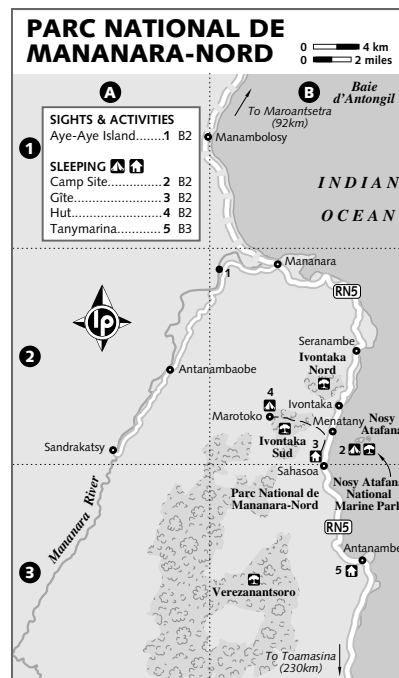 PARC NATIONAL DE
MANANARA-NORD
0 4 km
0 2 miles
A
B
Baie
d'Antongil
To Maroantsetra
(92km)
SIGHTS & ACTIVITIES
Aye-Aye Island........1 B2
SLEEPING
Camp Site...............2 B2
Gîte........................3 B2
Hut.........................4 B2
Tanymarina............5 B3
1
Manambolosy
INDIAN
OCEAN
Mananara
1
RN5
lp
Seranambe
Ivontaka
Nord
2
Antanambaobe
4
Marotoko
Ivontaka
Menatany
Nosy
Atafana
Ivontaka
Sud
3
2
Sandrakatsy
Sahasoa
Nosy Atafana
National
Marine Park
Parc National de
Mananara-Nord
RN5
Mananara River
3
Antanambe
5
Verezanantsoro
To Toamasina
(230km)